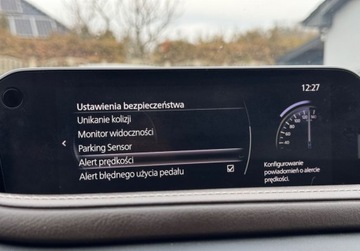 12:27
Ustawienia bezpieczeństwa
Unikanie kolizji
Monitor widoczności
Parking Sensor
Alert prędkości
Alert błędnego użycia pedału
Konfigurowanie
powiadomień o alercie
prędkości.